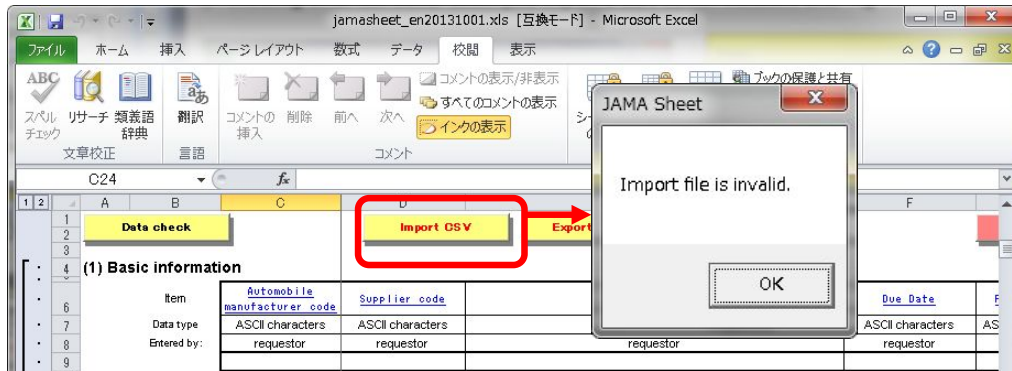 jamasheet_en20131001.xls [互換モード] - Microsoft Excel
ファイル ホーム 挿入 ページ レイアウト 数式 データ 校閲 表示
ABC
スペル
チェック
リサーチ
類義語
辞典
文章校正
翻訳
言語
コメントの
挿入
削除
前へ
次へ
コメントの表示/非表示
すべてのコメントの表示
インクの表示
コメント
ブックの保護と共有
JAMA Sheet
Import file is invalid.
OK
C24 fx
1 2 A B C D F
1
2
3
Data check Import CSV Export
4 (1) Basic information
6 Item Automobile
manufacturer code Supplier code Due Date
7 Data type ASCII characters ASCII characters ASCII characters AS
8 Entered by: requestor requestor requestor requestor
9